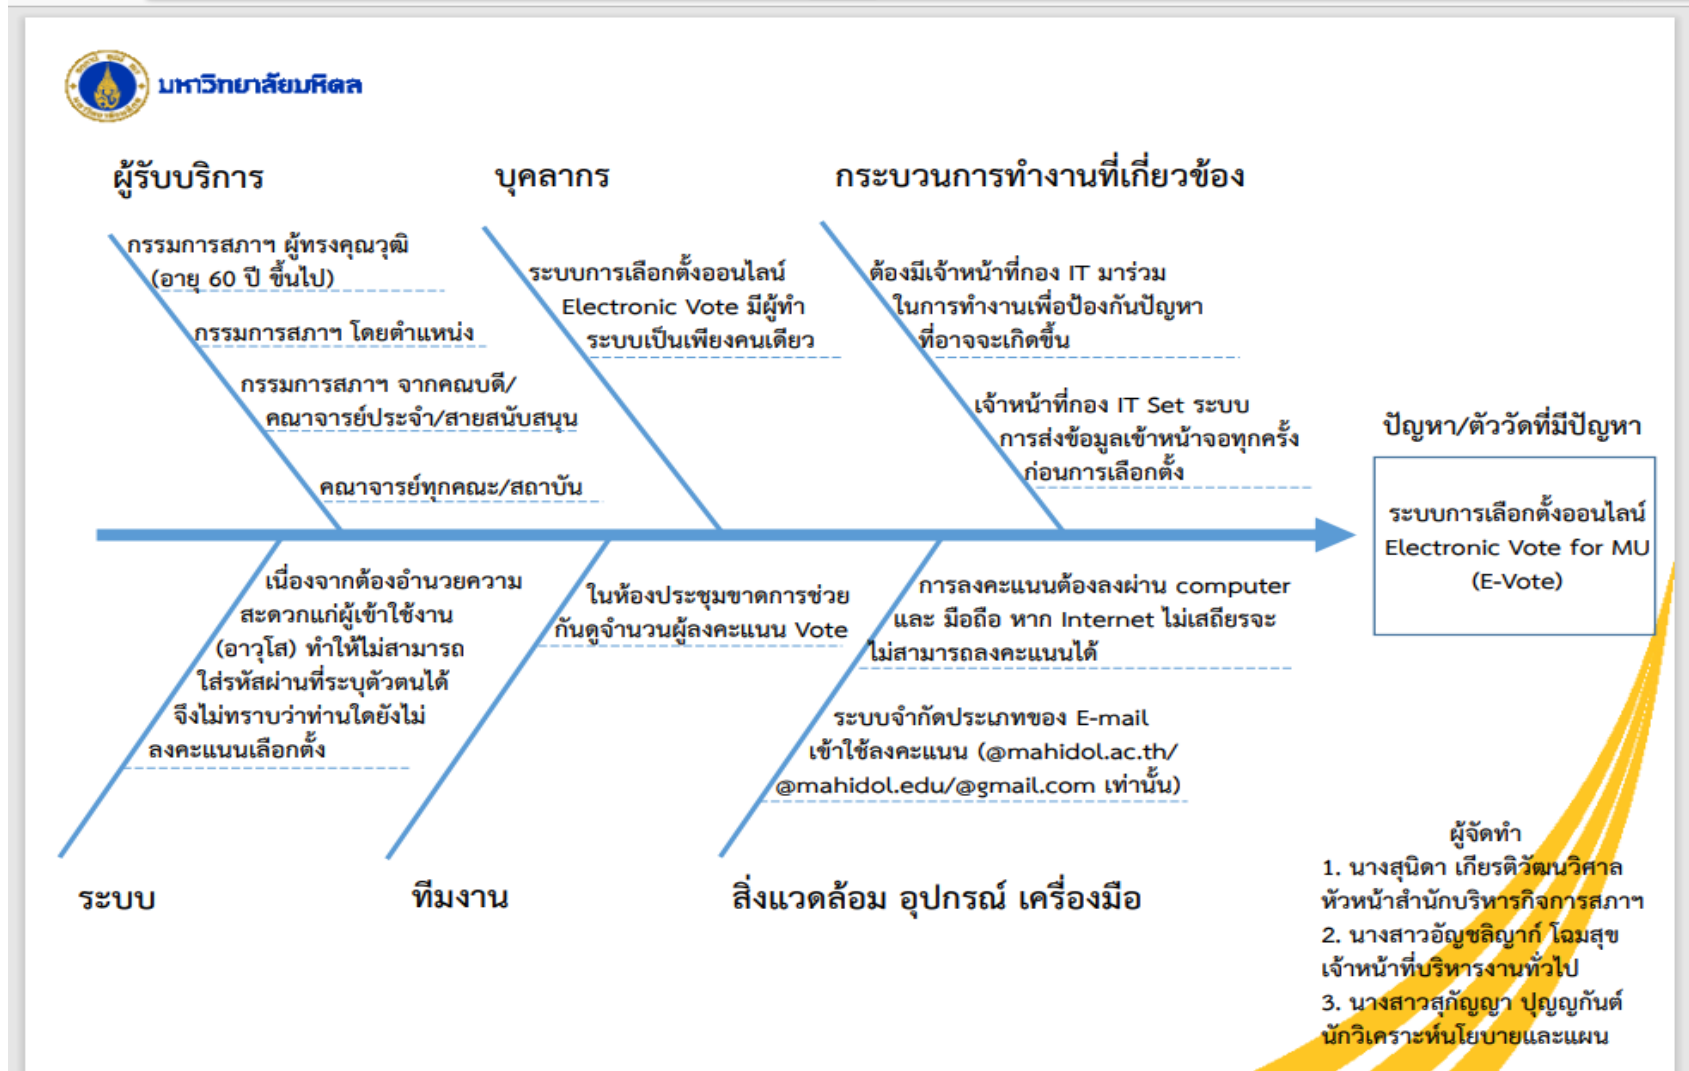 มหาวิทยาลัยมหิดล
ผู้รับบริการ
บุคลากร
กระบวนการทำงานที่เกี่ยวข้อง
กรรมการสภาฯ ผู้ทรงคุณวุฒิ
(อายุ 60 ปี ขึ้นไป)
กรรมการสภาฯ โดยตำแหน่ง
กรรมการสภาฯ จากคณบดี/
คณาจารย์ประจำ/สายสนับสนุน
คณาจารย์ทุกคณะ/สถาบัน
ระบบการเลือกตั้งออนไลน์
Electronic Vote มีผู้ทำ
ระบบเป็นเพียงคนเดียว
ต้องมีเจ้าหน้าที่กอง IT มาร่วม
ในการทำงานเพื่อป้องกันปัญหา
ที่อาจจะเกิดขึ้น
เจ้าหน้าที่กอง IT Set ระบบ
การส่งข้อมูลเข้าหน้าจอทุกครั้ง
ก่อนการเลือกตั้ง
ปัญหา/ตัววัดที่มีปัญหา
ระบบการเลือกตั้งออนไลน์
Electronic Vote for MU
(E-Vote)
เนื่องจากต้องอำนวยความ
สะดวกแก่ผู้เข้าใช้งาน
(อาวุโส) ทำให้ไม่สามารถ
ใส่รหัสผ่านที่ระบุตัวตนได้
จึงไม่ทราบว่าท่านใดยังไม่
ลงคะแนนเลือกตั้ง
ในห้องประชุมขาดการช่วย
กันดูจำนวนผู้ลงคะแนน Vote
การลงคะแนนต้องลงผ่าน computer
และ มือถือ หาก Internet ไม่เสถียรจะ
ไม่สามารถลงคะแนนได้
ระบบจำกัดประเภทของ E-mail
เข้าใช้ลงคะแนน (@mahidol.ac.th/
@mahidol.edu/@gmail.com เท่านั้น)
ระบบ
ทีมงาน
สิ่งแวดล้อม อุปกรณ์ เครื่องมือ
ผู้จัดทำ
1. นางสุนิดา เกียรติวัฒนวิศาล
หัวหน้าสำนักบริหารกิจการสภาฯ
2. นางสาวอัญชลิญาก์ โฉมสุข
เจ้าหน้าที่บริหารงานทั่วไป
3. นางสาวสุกัญญา ปุญญกันต์
นักวิเคราะห์นโยบายและแผน